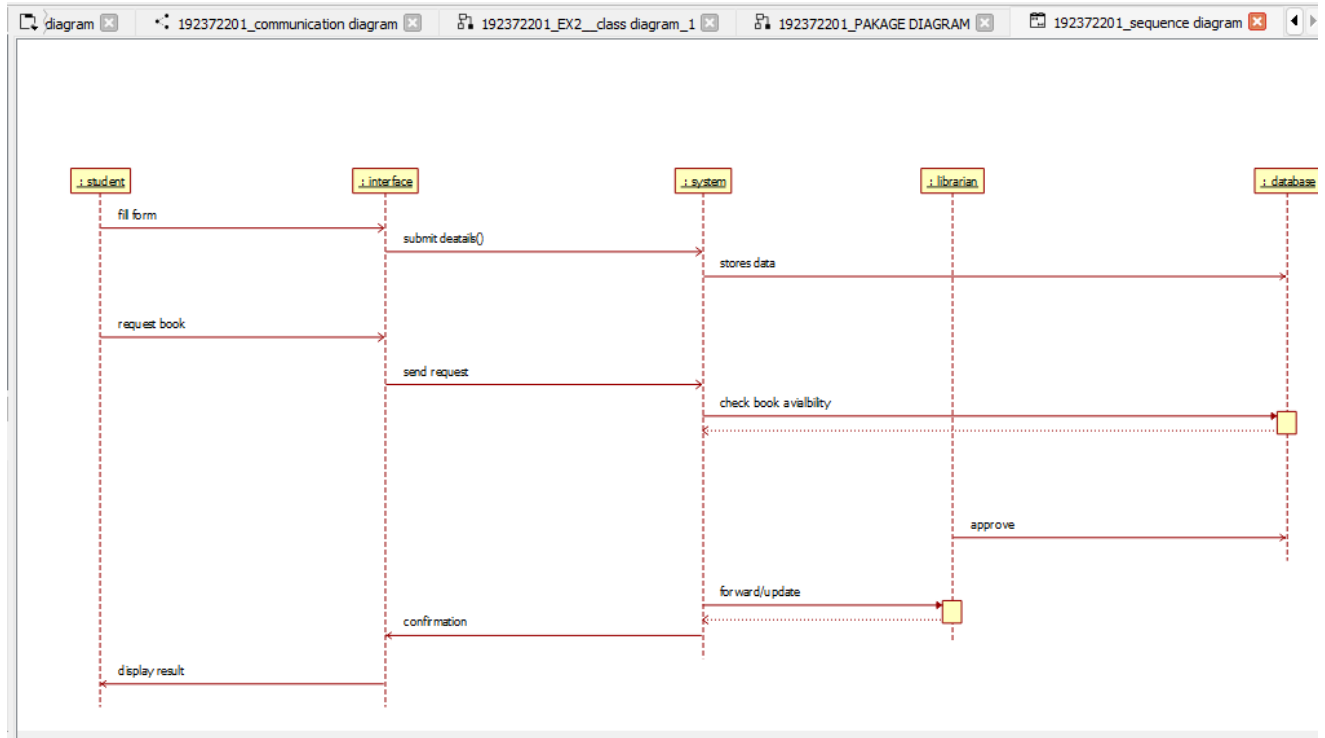 diagram
192372201_communication diagram
192372201_EX2__class diagram_1
192372201_PAKAGE DIAGRAM
192372201_sequence diagram
: student
: interface
: system
: librarian
: database
fill form
submit deatails()
stores data
request book
send request
check book avialbility
approve
forward/update
confirmation
display result